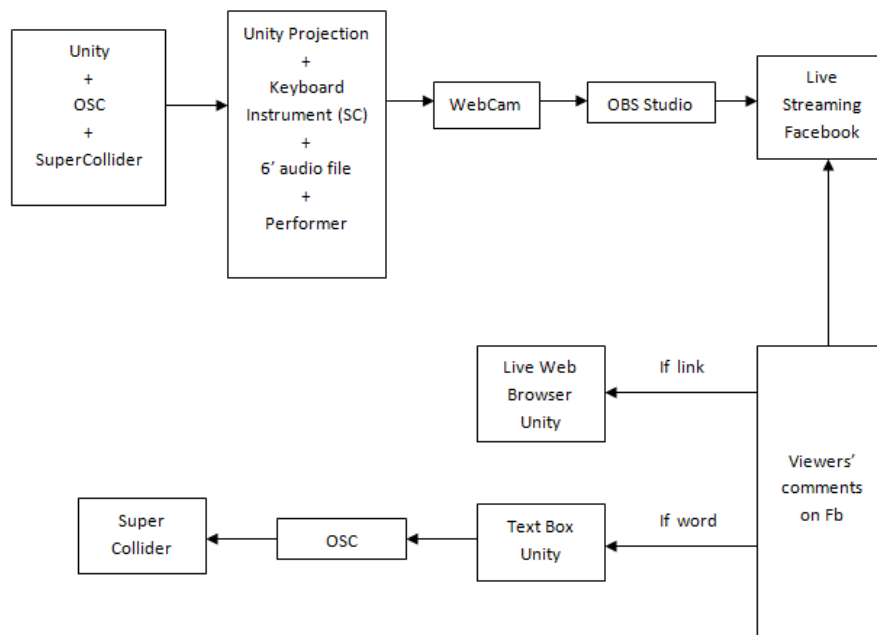 Unity
+
OSC
+
SuperCollider
Unity Projection
+
Keyboard
Instrument (SC)
+
6’ audio file
+
Performer
WebCam
OBS Studio
Live
Streaming
Facebook
Live Web
Browser
Unity
If link
Viewers’
comments
on Fb
If word
Text Box
Unity
OSC
Super
Collider